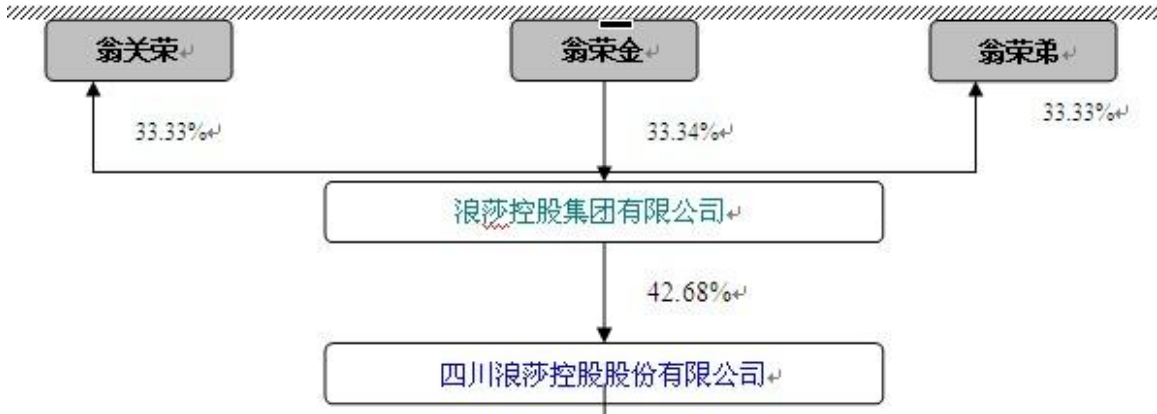 翁关荣
翁荣金
翁荣弟
33.33%
33.34%
33.33%
浪莎控股集团有限公司
42.68%
四川浪莎控股股份有限公司